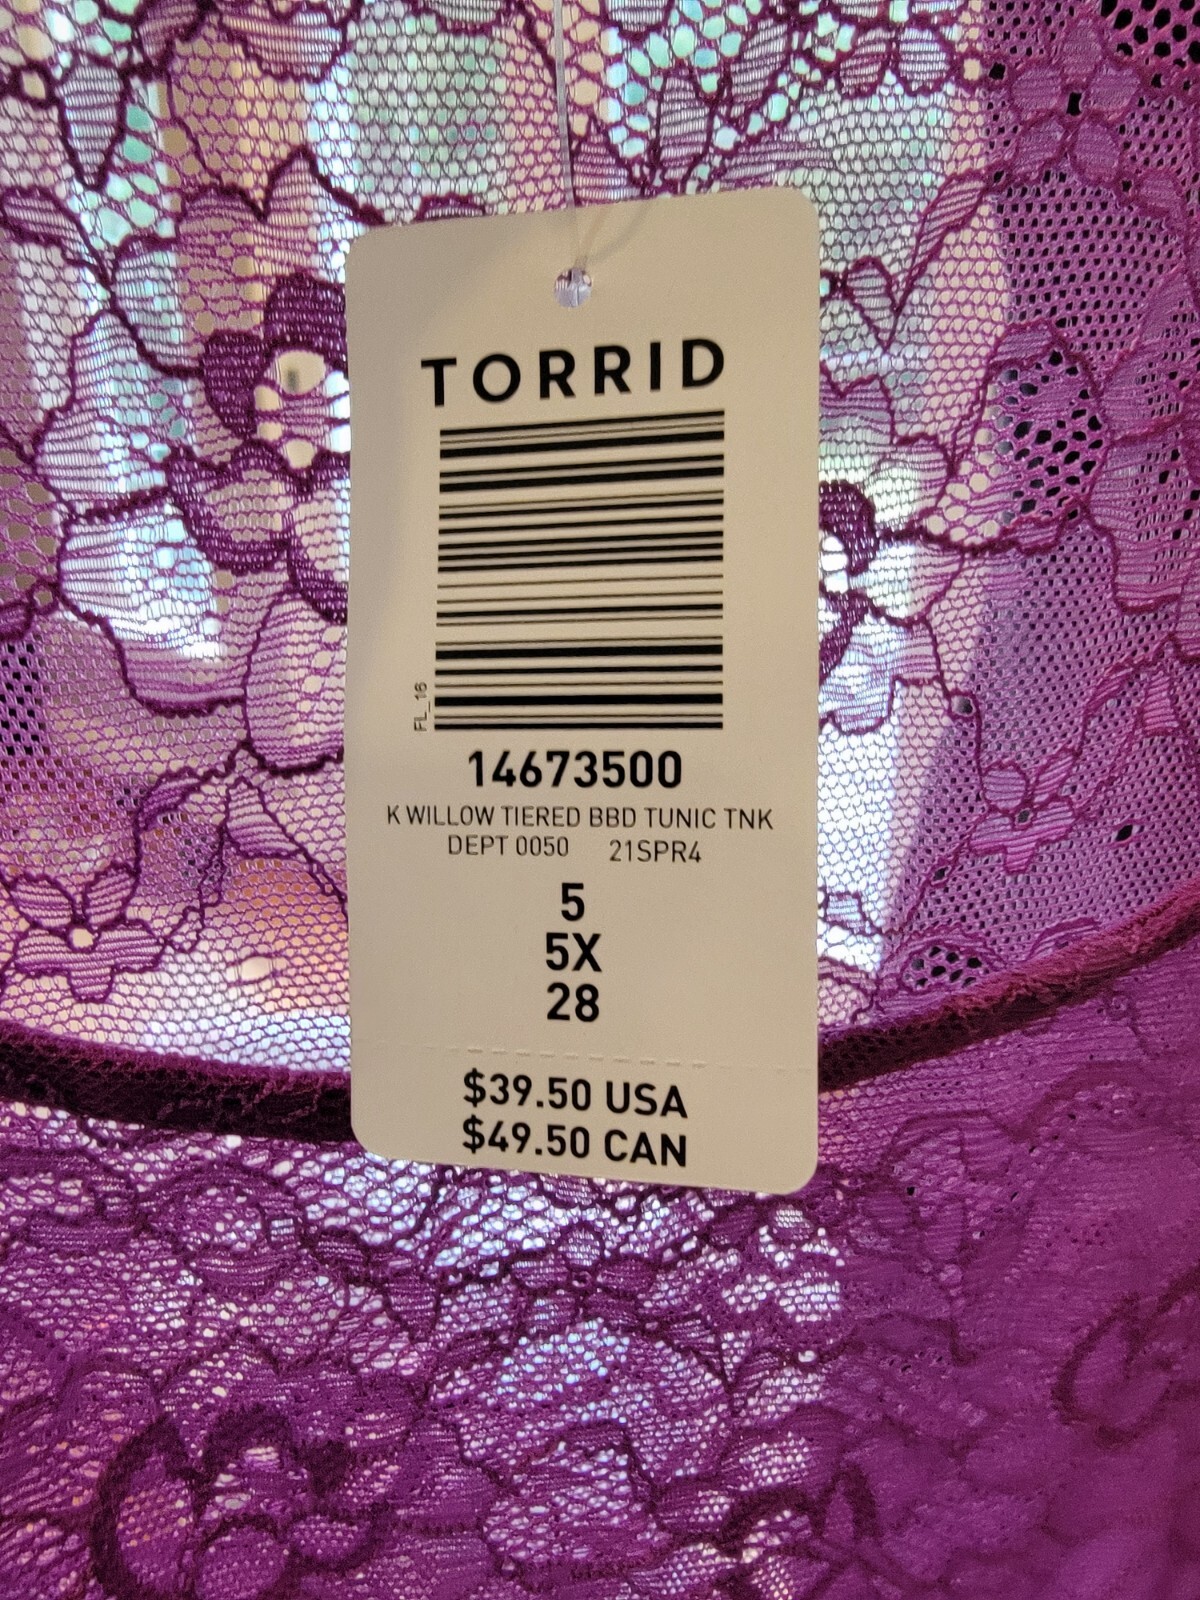 TORRID
FL_16
14673500
K WILLOW TIERED BBD TUNIC TNK
DEPT 0050 21SPR4
5
5X
28
$39.50 USA
$49.50 CAN